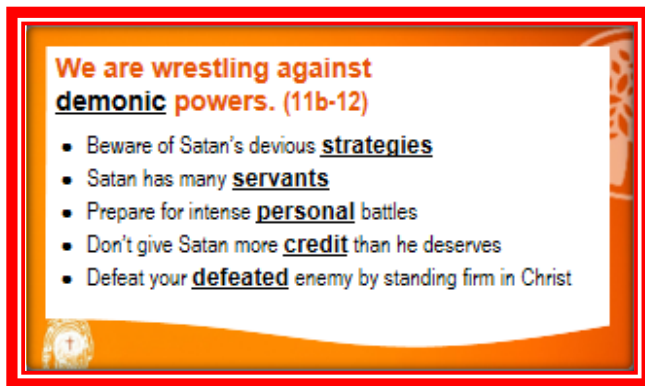 We are wrestling against
demonic powers. (11b-12)
• Beware of Satan's devious strategies
• Satan has many servants
• Prepare for intense personal battles
• Don't give Satan more credit than he deserves
• Defeat your defeated enemy by standing firm in Christ